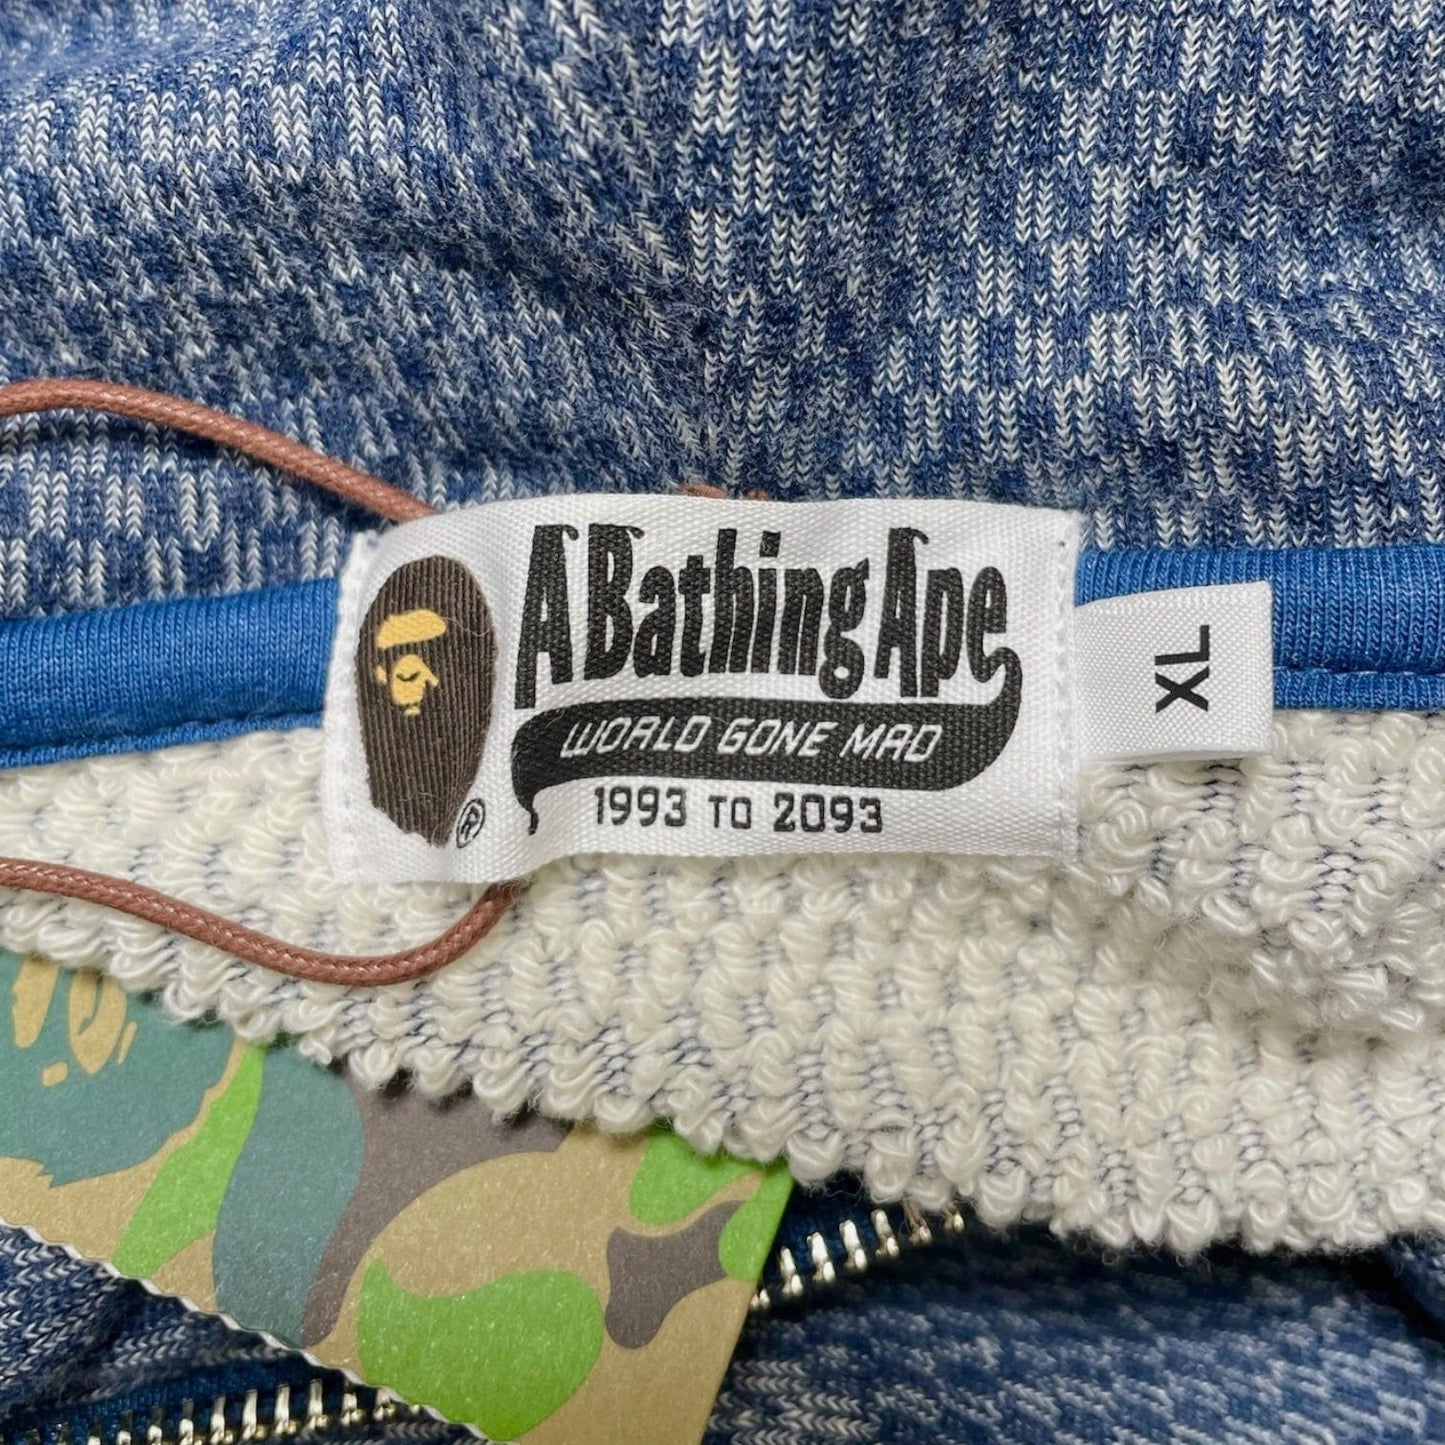 A Bathing Ape
WORLD GONE MAD
1993 TO 2093
®
XL